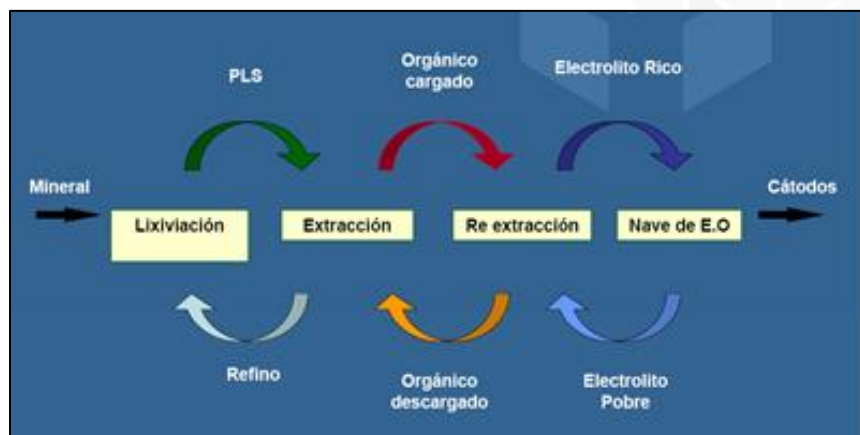 PLS
Orgánico
cargado
Electrolito Rico
Mineral
Cátodos
Lixiviación
Extracción
Re extracción
Nave de E.O
Refino
Orgánico
descargado
Electrolito
Pobre